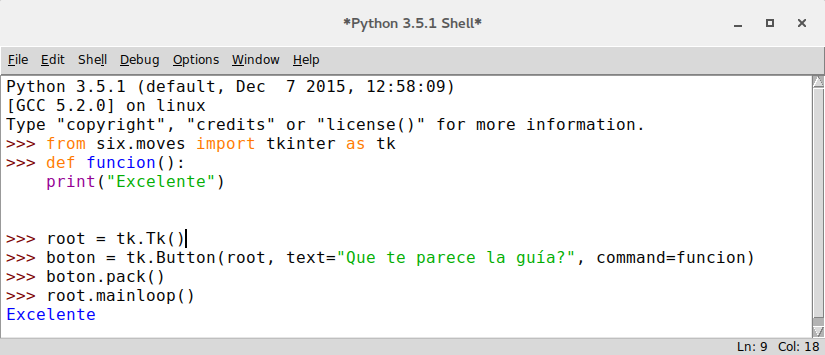 *Python 3.5.1 Shell*
File Edit Shell Debug Options Window Help
Python 3.5.1 (default, Dec  7 2015, 12:58:09)
[GCC 5.2.0] on linux
Type "copyright", "credits" or "license()" for more information.
>>> from six.moves import tkinter as tk
>>> def funcion():
    print("Excelente")
>>> root = tk.Tk()
>>> boton = tk.Button(root, text="Que te parece la guía?", command=funcion)
>>> boton.pack()
>>> root.mainloop()
Excelente
Ln: 9 Col: 18